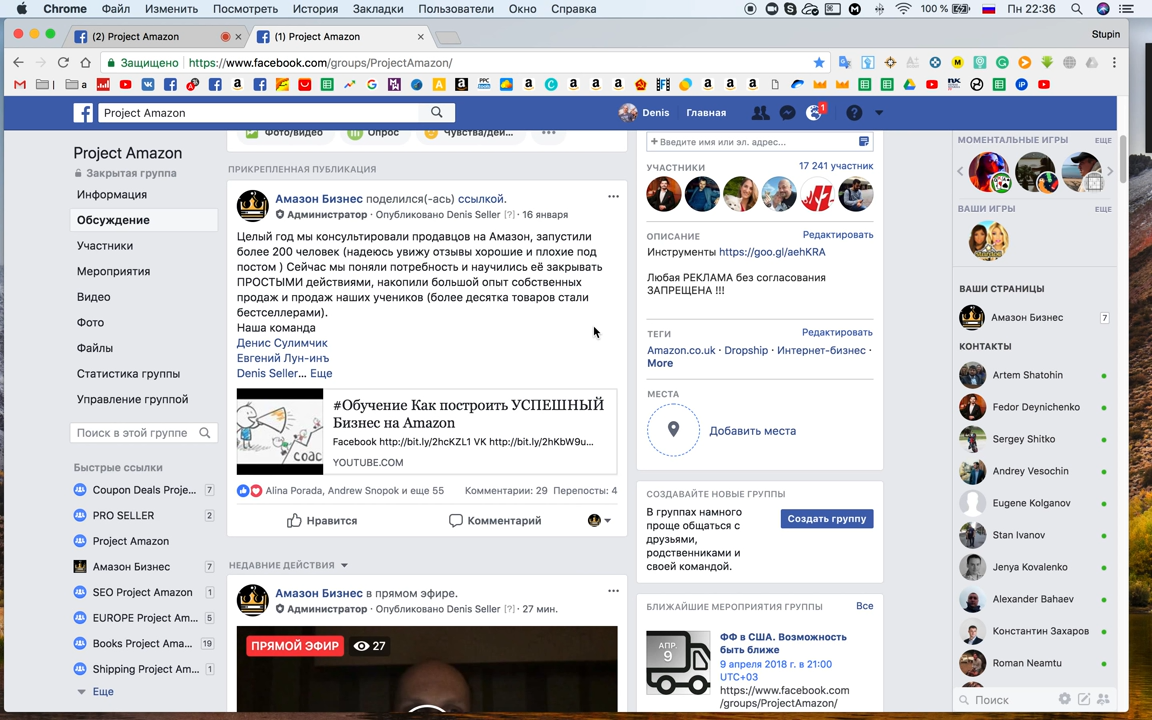 Chrome Файл Изменить Посмотреть История Закладки Пользователи Окно Справка
100 % Пн 22:36
(2) Project Amazon
(1) Project Amazon
Stupin
Защищено https://www.facebook.com/groups/ProjectAmazon/
Project Amazon
Denis Главная
1
Project Amazon
Закрытая группа
Информация
Обсуждение
Участники
Мероприятия
Видео
Фото
Файлы
Статистика группы
Управление группой
Поиск в этой группе
Быстрые ссылки
Coupon Deals Proje... 7
PRO SELLER 2
Project Amazon
Амазон Бизнес 7
SEO Project Amazon 1
EUROPE Project Am... 5
Books Project Ama... 19
Shipping Project Am... 1
Еще
Фото/видео Опрос Чувства/дей...
ПРИКРЕПЛЕННАЯ ПУБЛИКАЦИЯ
Амазон Бизнес поделился(-ась) ссылкой.
Администратор · Опубликовано Denis Seller [?] · 16 января
Целый год мы консультировали продавцов на Амазон, запустили
более 200 человек (надеюсь увижу отзывы хорошие и плохие под
постом ) Сейчас мы поняли потребность и научились её закрывать
ПРОСТЫМИ действиями, накопили большой опыт собственных
продаж и продаж наших учеников (более десятка товаров стали
бестселлерами).
Наша команда
Денис Сулимчик
Евгений Лун-инъ
Denis Seller... Еще
#Обучение Как построить УСПЕШНЫЙ
Бизнес на Амазон
Facebook http://bit.ly/2hcKZL1 VK http://bit.ly/2hKbW9u...
YOUTUBE.COM
COAC
Alina Porada, Andrew Snopok и еще 55 Комментарии: 29 Перепосты: 4
Нравится Комментарий
НЕДАВНИЕ ДЕЙСТВИЯ
Амазон Бизнес в прямом эфире.
Администратор · Опубликовано Denis Seller [?] · 27 мин.
ПРЯМОЙ ЭФИР 27
Введите имя или эл. адрес...
УЧАСТНИКИ 17 241 участник
ОПИСАНИЕ Редактировать
Инструменты https://goo.gl/aehKRA
Любая РЕКЛАМА без согласования
ЗАПРЕЩЕНА !!!
ТЕГИ Редактировать
Amazon.co.uk · Dropship · Интернет-бизнес ·
More
МЕСТА
Добавить места
СОЗДАВАЙТЕ НОВЫЕ ГРУППЫ
В группах намного
проще общаться с
друзьями,
родственниками и
своей командой.
Создать группу
БЛИЖАЙШИЕ МЕРОПРИЯТИЯ ГРУППЫ Все
АПР.
9
ФФ в США. Возможность
быть ближе
9 апреля 2018 г. в 21:00
UTC+03
https://www.facebook.com
/groups/ProjectAmazon/
МОМЕНТАЛЬНЫЕ ИГРЫ ЕЩЕ
ВАШИ ИГРЫ ЕЩЕ
ВАШИ СТРАНИЦЫ
Амазон Бизнес 7
КОНТАКТЫ
Artem Shatohin
Fedor Deynichenko
Sergey Shitko
Andrey Vesochin
Eugene Kolganov
Stan Ivanov
Jenya Kovalenko
Alexander Bahaev
Константин Захаров
Roman Neamtu
Поиск